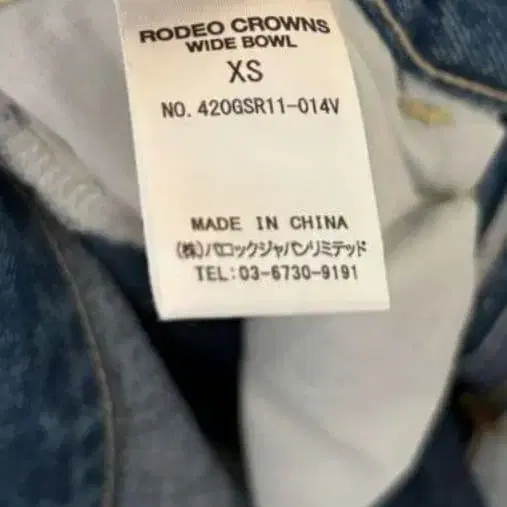 RODEO CROWNS
WIDE BOWL
XS
NO. 420GSR11-014V
MADE IN CHINA
(株)バロックジャパンリミテッド
TEL:03-6730-9191